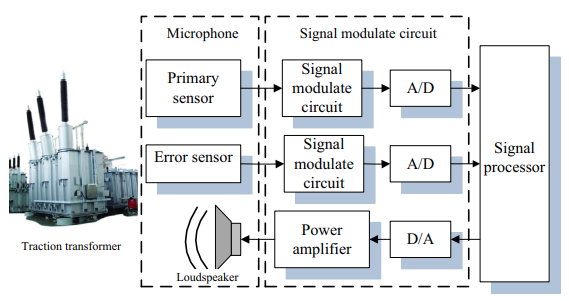 Microphone
Signal modulate circuit
Primary
sensor
Signal
modulate
circuit
A/D
Error sensor
Signal
modulate
circuit
A/D
Signal
processor
Traction transformer
Loudspeaker
Power
amplifier
D/A